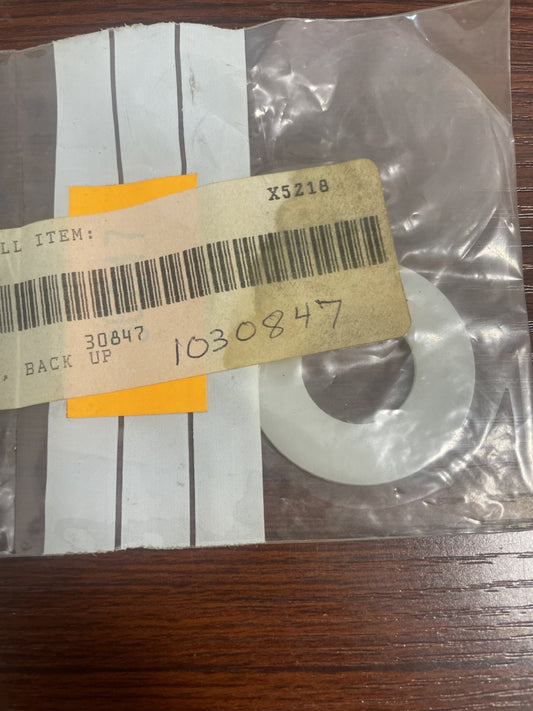 X5218
LL ITEM:
30847
, BACK UP
1030847